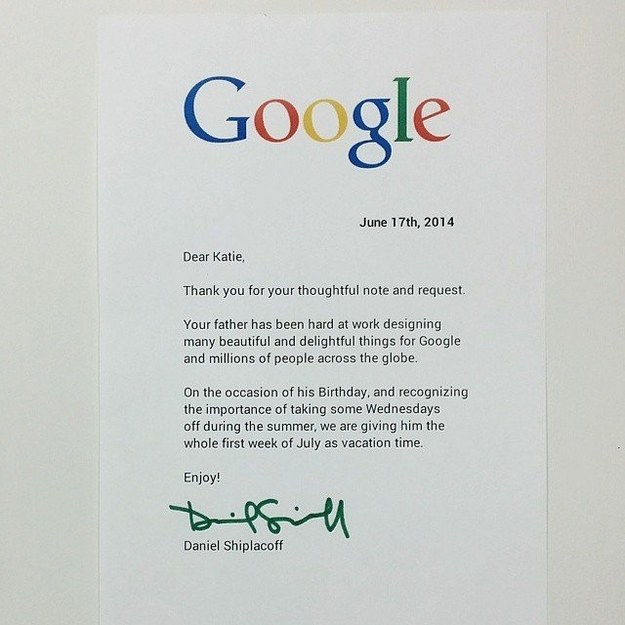 Google
June 17th, 2014
Dear Katie,
Thank you for your thoughtful note and request.
Your father has been hard at work designing
many beautiful and delightful things for Google
and millions of people across the globe.
On the occasion of his Birthday, and recognizing
the importance of taking some Wednesdays
off during the summer, we are giving him the
whole first week of July as vacation time.
Enjoy!
Daniel Shiplacoff